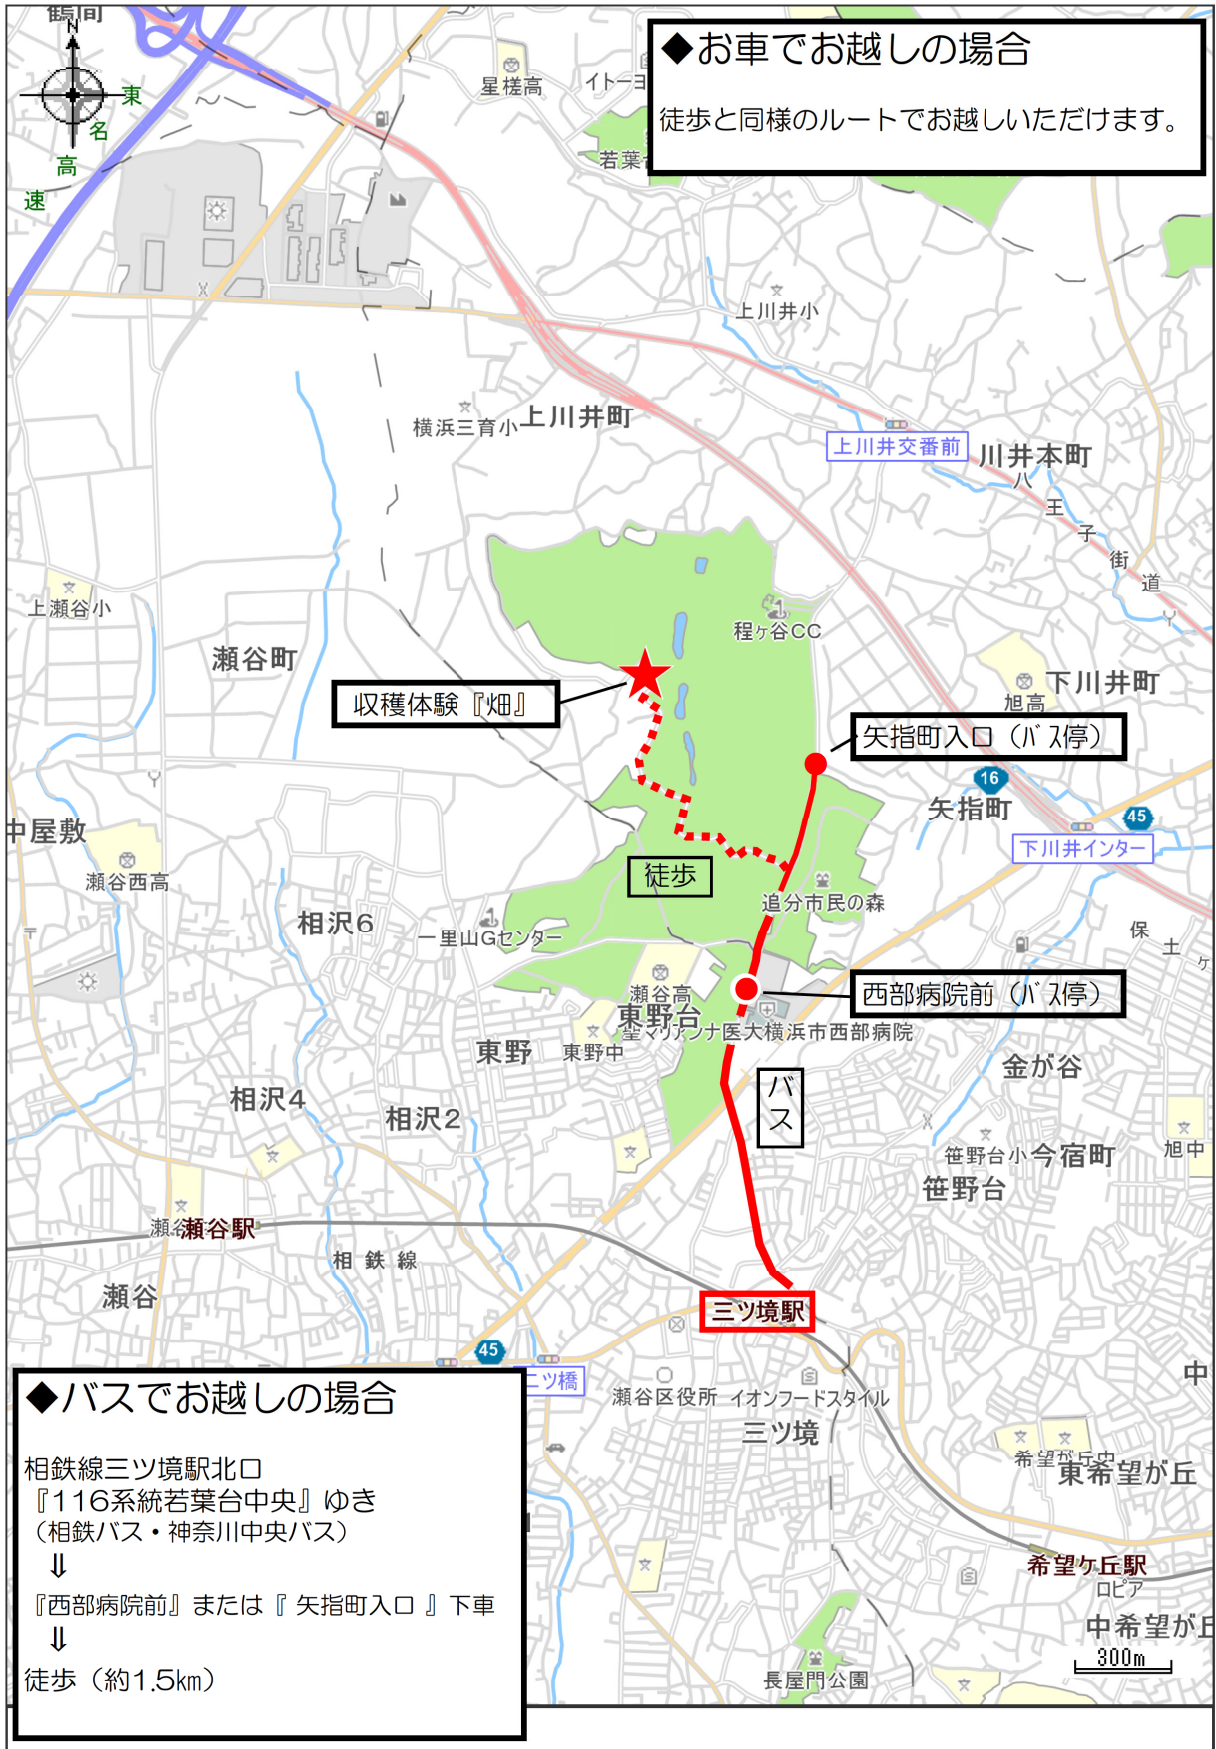 鶴間
N
東
名
高
速
◆お車でお越しの場合
徒歩と同様のルートでお越しいただけます。
星槎高
イトーヨ
若葉
上川井小
横浜三育小
上川井町
上川井交番前
川井本町
八
王
子
街
道
上瀬谷小
瀬谷町
程ヶ谷CC
収穫体験『畑』
旭高
下川井町
矢指町入口（バス停）
16
矢指町
45
下川井インター
中屋敷
瀬谷西高
徒歩
追分市民の森
相沢6
一里山Gセンター
保
土
ケ
瀬谷高
西部病院前（バス停）
東野台
聖マリアンナ医大横浜市西部病院
東野
東野中
金が谷
バ
ス
相沢4
相沢2
笹野台小
今宿町
旭中
笹野台
瀬谷
瀬谷駅
相鉄線
瀬谷
三ツ境駅
45
二ツ橋
瀬谷区役所
イオンフードスタイル
三ツ境
中
希望が丘中
東希望が丘
希望ケ丘駅
ロピア
中希望が丘
300m
長屋門公園
◆バスでお越しの場合
相鉄線三ツ境駅北口
『116系統若葉台中央』ゆき
（相鉄バス・神奈川中央バス）
⇓
『西部病院前』または『 矢指町入口 』下車
⇓
徒歩（約1.5km）